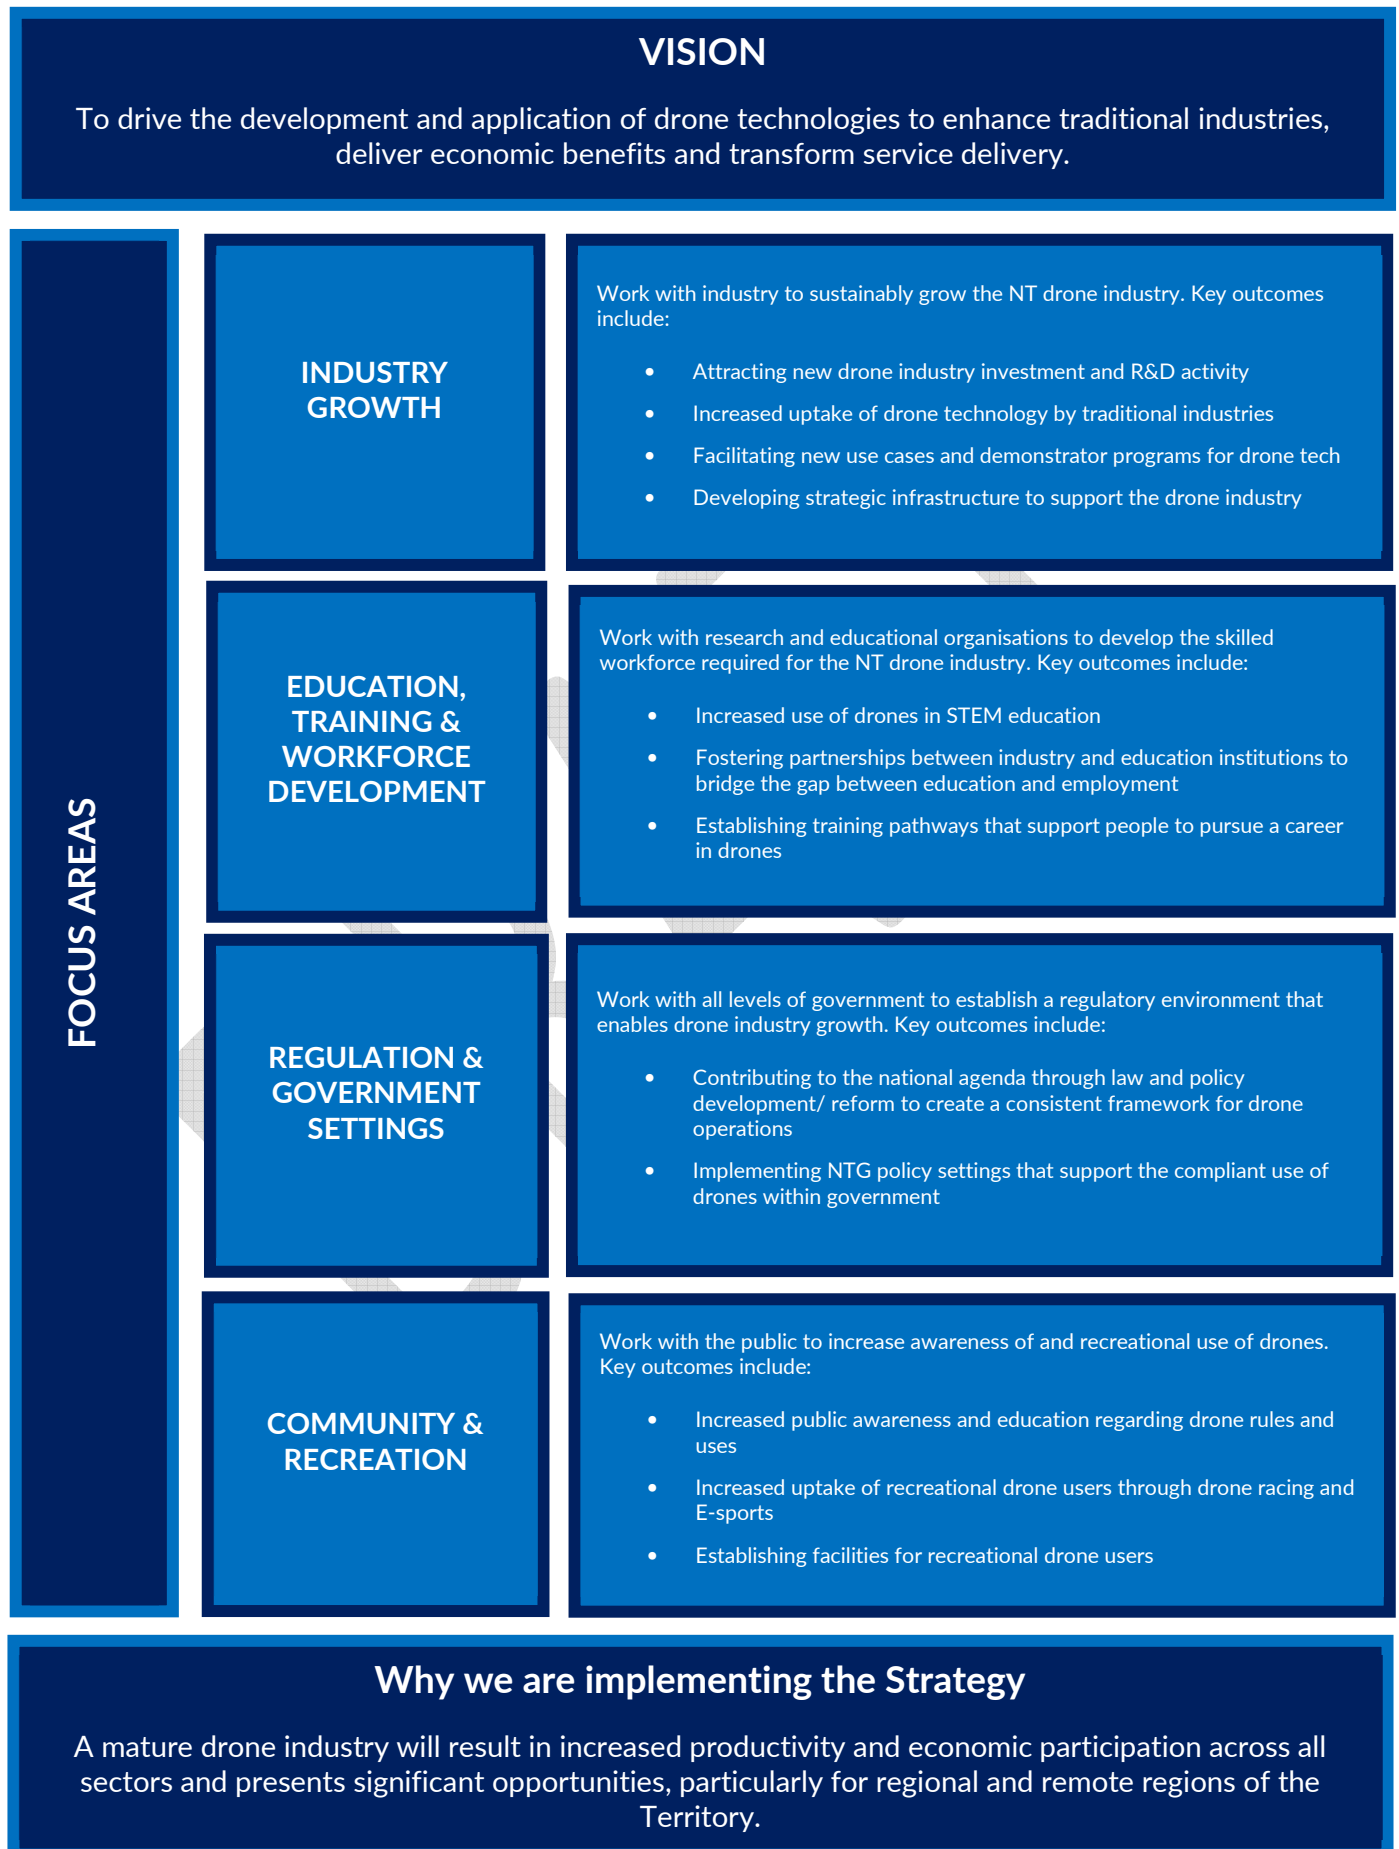 VISION
To drive the development and application of drone technologies to enhance traditional industries,
deliver economic benefits and transform service delivery.
FOCUS AREAS
INDUSTRY
GROWTH
Work with industry to sustainably grow the NT drone industry. Key outcomes
include:
• Attracting new drone industry investment and R&D activity
• Increased uptake of drone technology by traditional industries
• Facilitating new use cases and demonstrator programs for drone tech
• Developing strategic infrastructure to support the drone industry
EDUCATION,
TRAINING &
WORKFORCE
DEVELOPMENT
Work with research and educational organisations to develop the skilled
workforce required for the NT drone industry. Key outcomes include:
• Increased use of drones in STEM education
• Fostering partnerships between industry and education institutions to
bridge the gap between education and employment
• Establishing training pathways that support people to pursue a career
in drones
REGULATION &
GOVERNMENT
SETTINGS
Work with all levels of government to establish a regulatory environment that
enables drone industry growth. Key outcomes include:
• Contributing to the national agenda through law and policy
development/ reform to create a consistent framework for drone
operations
• Implementing NTG policy settings that support the compliant use of
drones within government
COMMUNITY &
RECREATION
Work with the public to increase awareness of and recreational use of drones.
Key outcomes include:
• Increased public awareness and education regarding drone rules and
uses
• Increased uptake of recreational drone users through drone racing and
E-sports
• Establishing facilities for recreational drone users
Why we are implementing the Strategy
A mature drone industry will result in increased productivity and economic participation across all
sectors and presents significant opportunities, particularly for regional and remote regions of the
Territory.